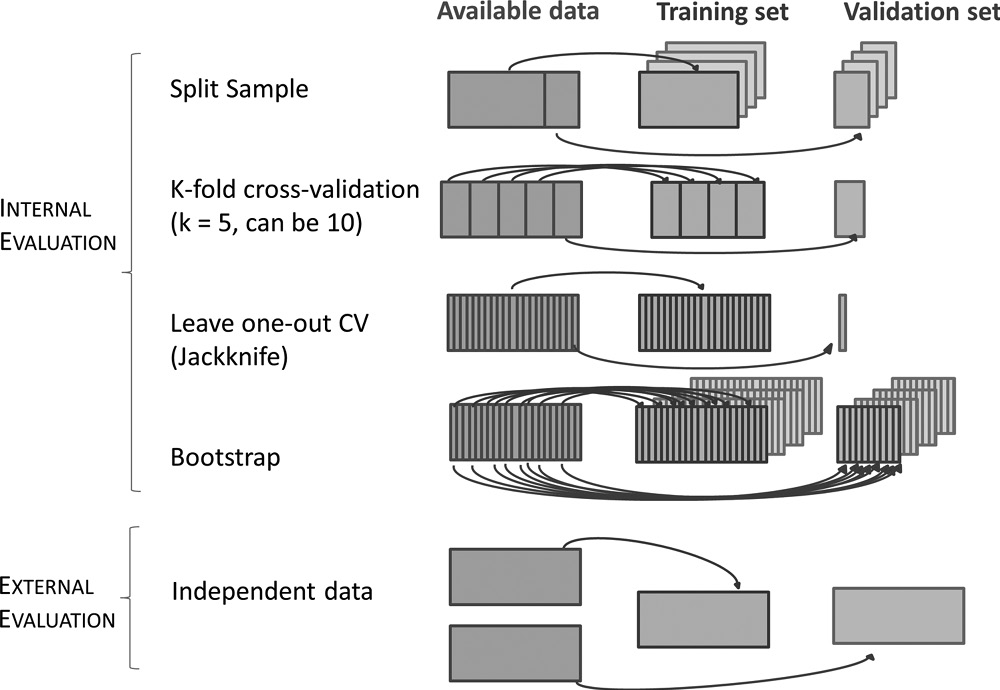 Available data
Training set
Validation set
Split Sample
K-fold cross-validation
(k = 5, can be 10)
INTERNAL
EVALUATION
Leave one-out CV
(Jackknife)
Bootstrap
EXTERNAL
EVALUATION
Independent data